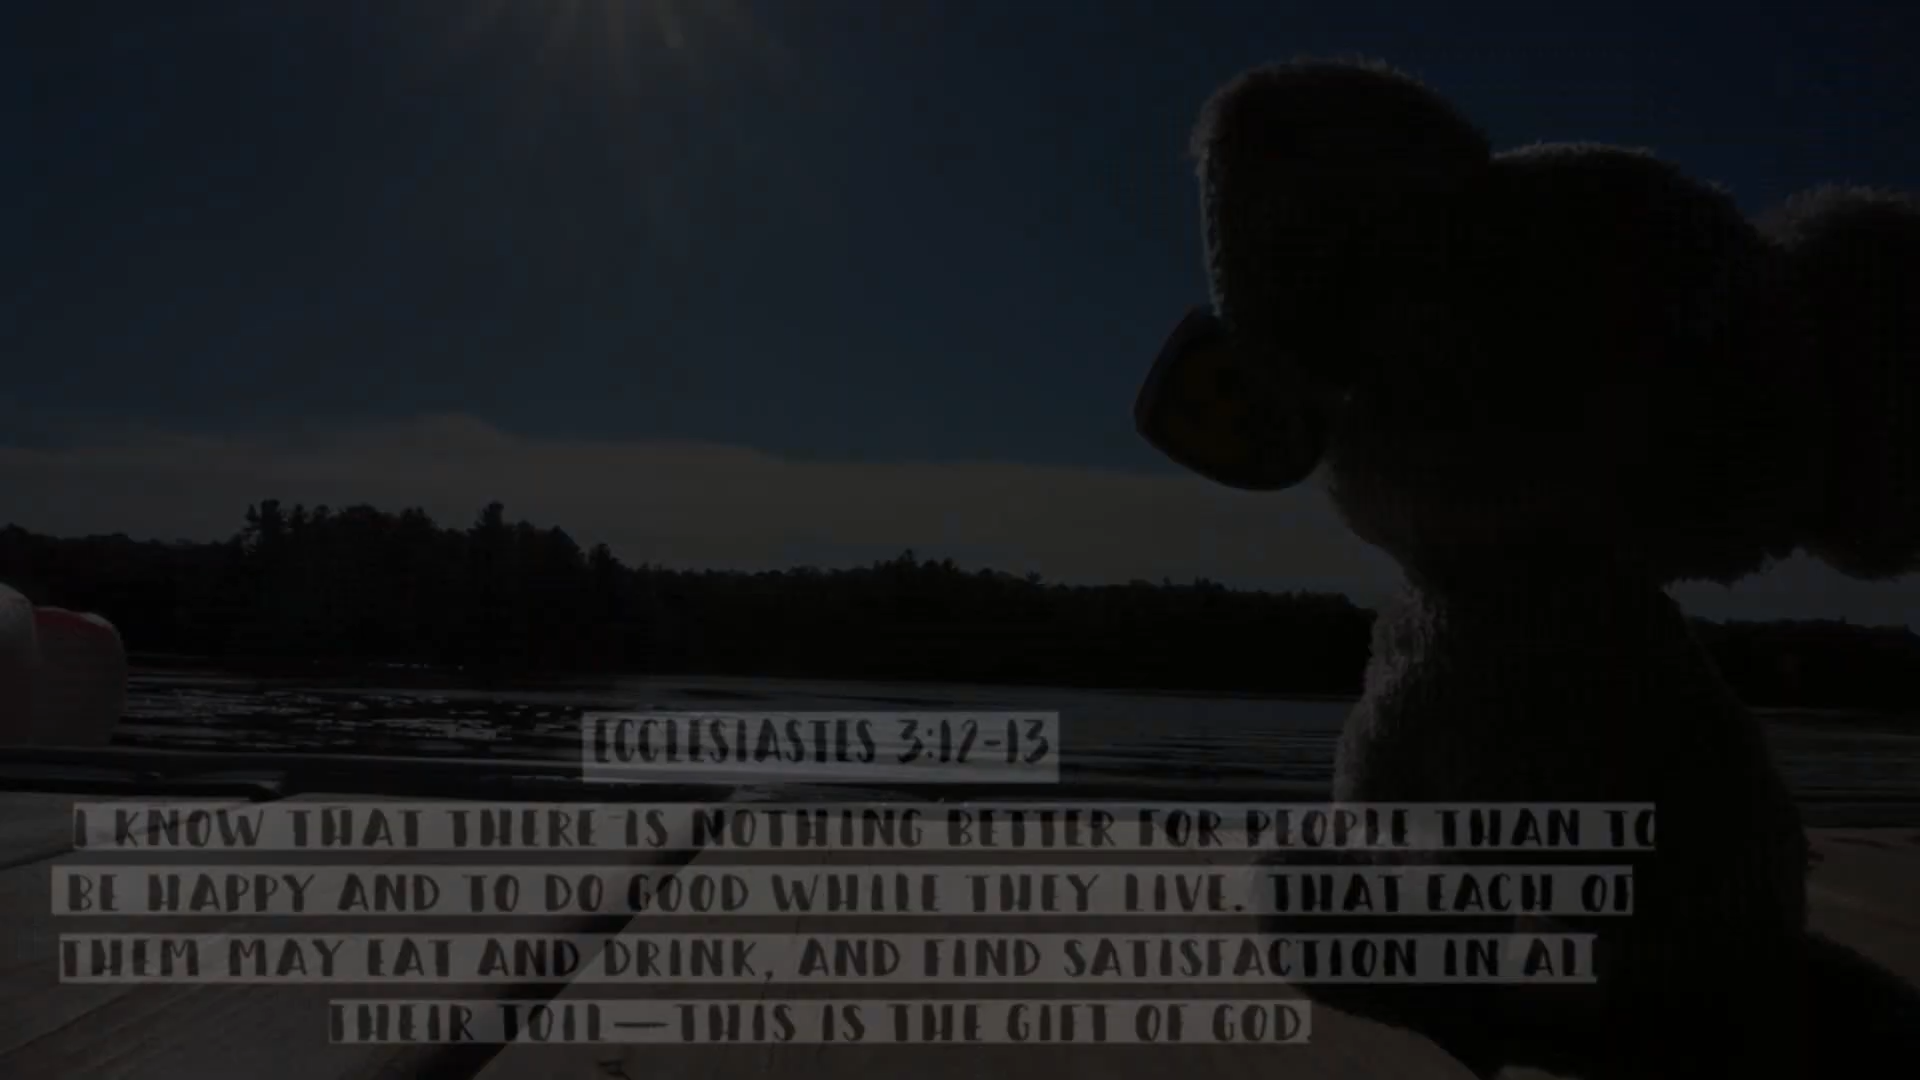 ECCLESIASTES 3:12-13
I KNOW THAT THERE IS NOTHING BETTER FOR PEOPLE THAN TO
BE HAPPY AND TO DO GOOD WHILE THEY LIVE. THAT EACH OF
THEM MAY EAT AND DRINK, AND FIND SATISFACTION IN ALL
THEIR TOIL—THIS IS THE GIFT OF GOD.